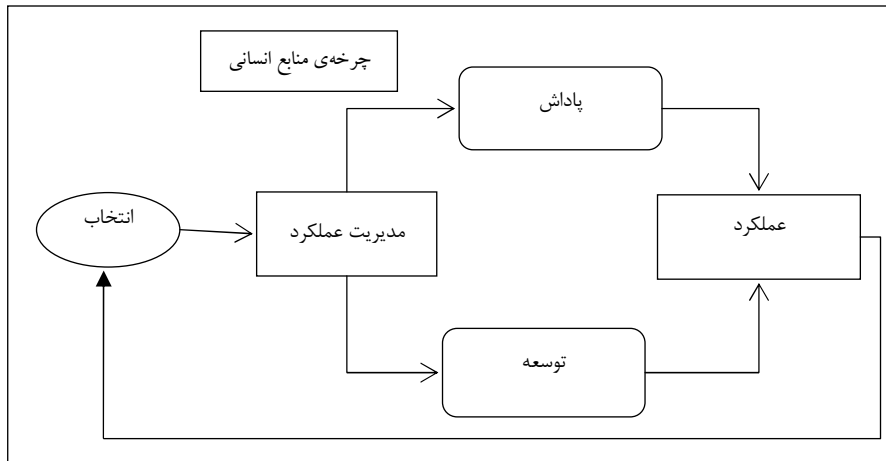 چرخه‌ی منابع انسانی
پاداش
انتخاب
مدیریت عملکرد
عملکرد
توسعه